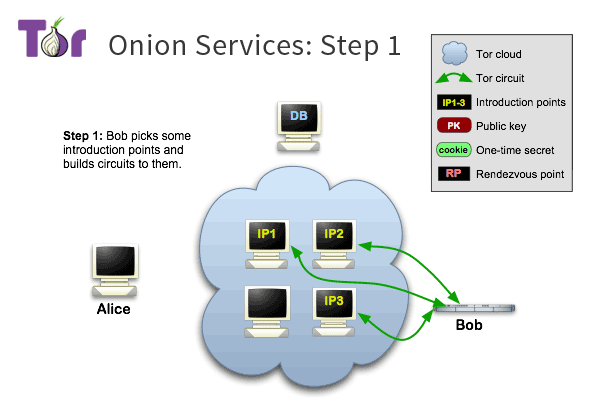 Tor
Onion Services: Step 1
Tor cloud
Tor circuit
IP1-3 Introduction points
PK Public key
cookie One-time secret
RP Rendezvous point
Step 1: Bob picks some
introduction points and
builds circuits to them.
DB
IP1
IP2
IP3
Alice
Bob